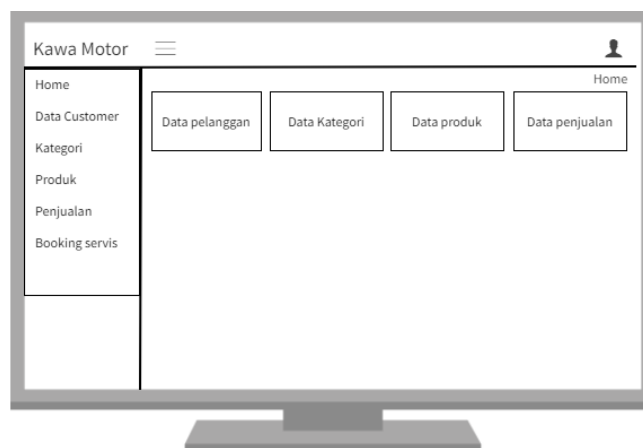 Kawa Motor
Home
Home
Data Customer
Kategori
Produk
Penjualan
Booking servis
Data pelanggan
Data Kategori
Data produk
Data penjualan